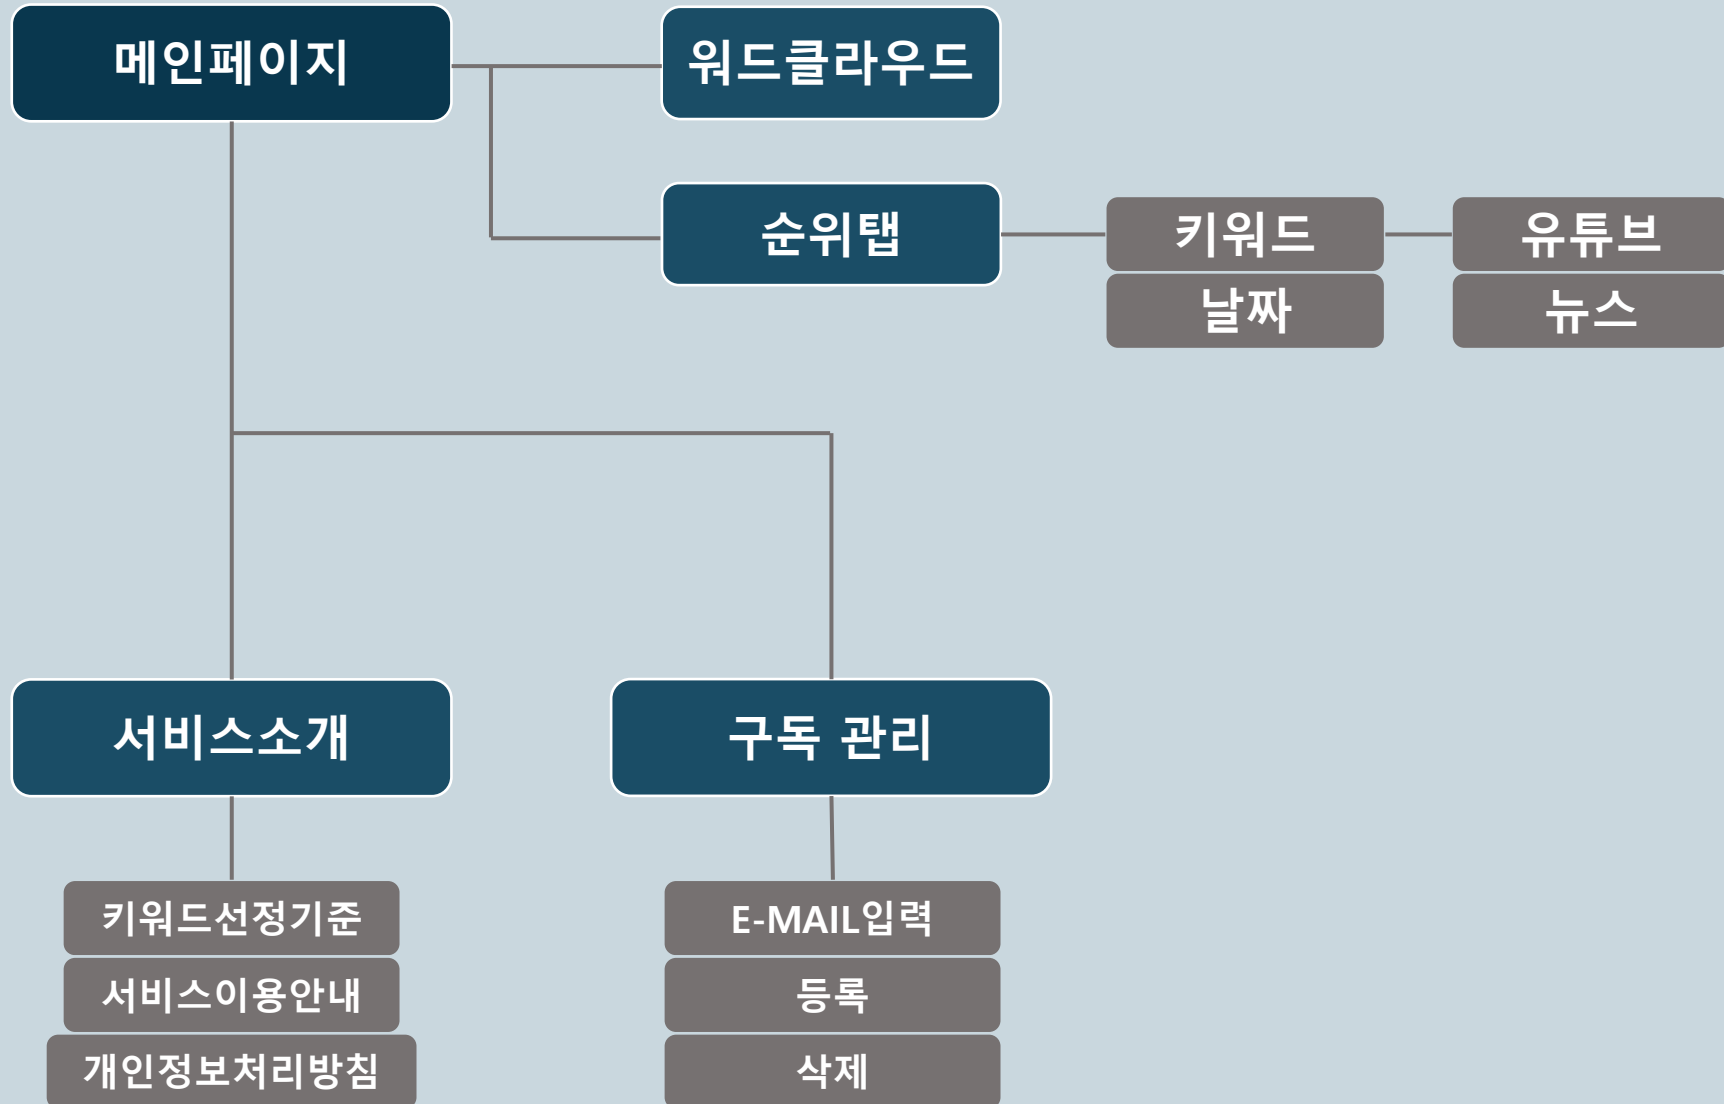 메인페이지
워드클라우드
순위탭
키워드
유튜브
날짜
뉴스
서비스소개
구독 관리
키워드선정기준
서비스이용안내
개인정보처리방침
E-MAIL입력
등록
삭제